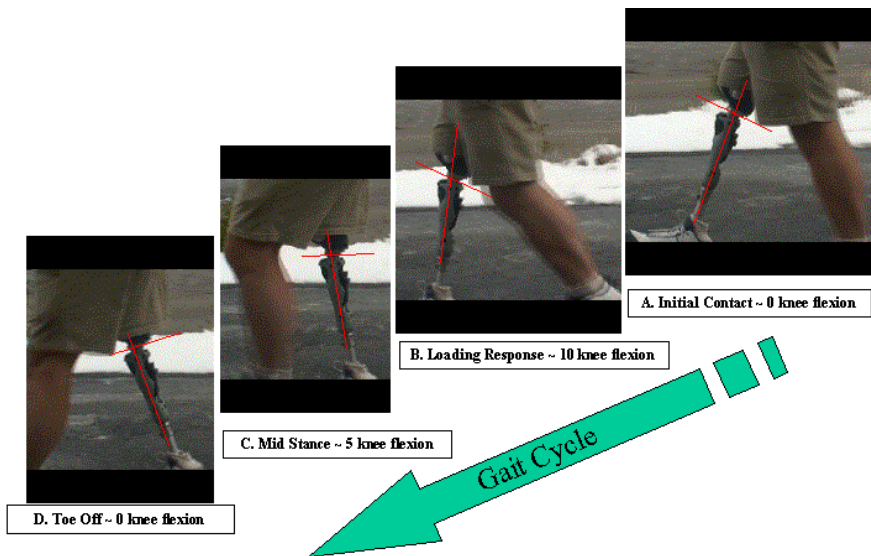 A. Initial Contact ~ 0 knee flexion
B. Loading Response ~ 10 knee flexion
C. Mid Stance ~ 5 knee flexion
D. Toe Off ~ 0 knee flexion
Gait Cycle